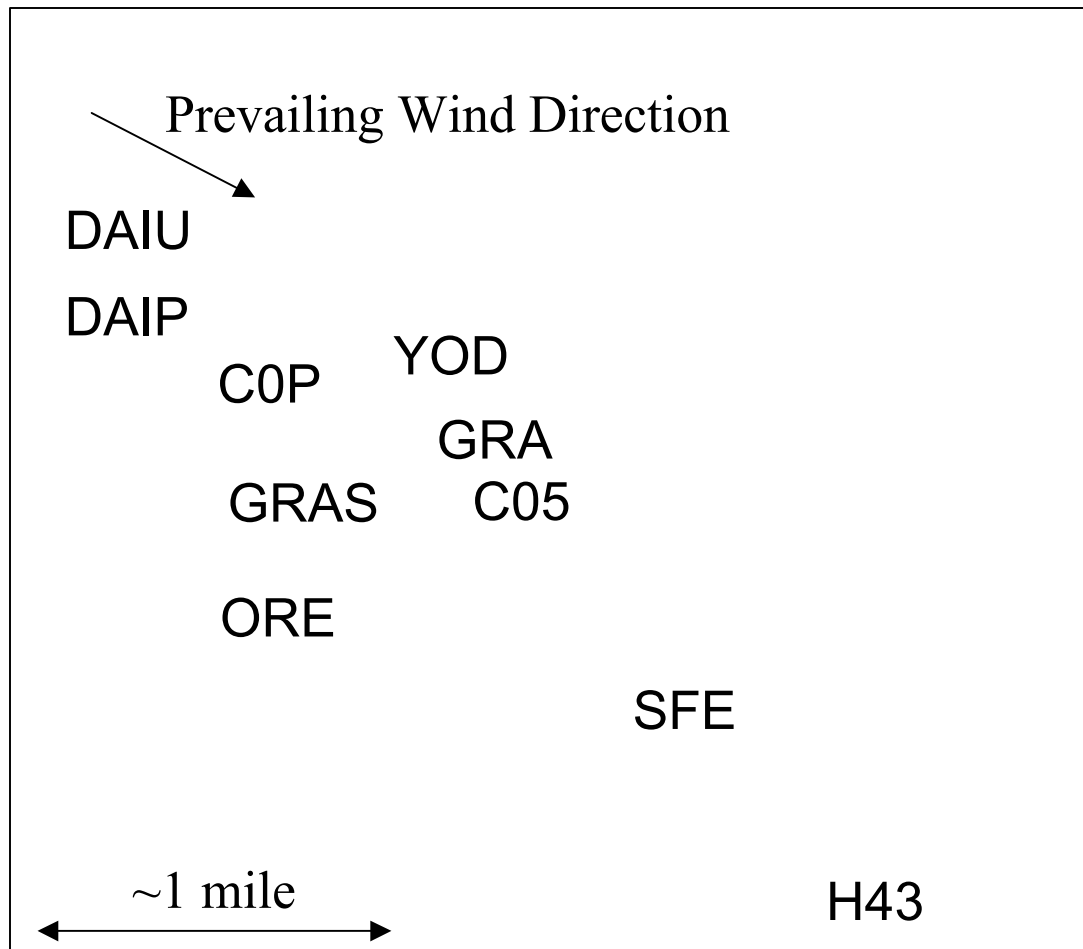 Prevailing Wind Direction
DAIU
DAIP
YOD
C0P
GRA
GRAS C05
ORE
SFE
~1 mile
H43